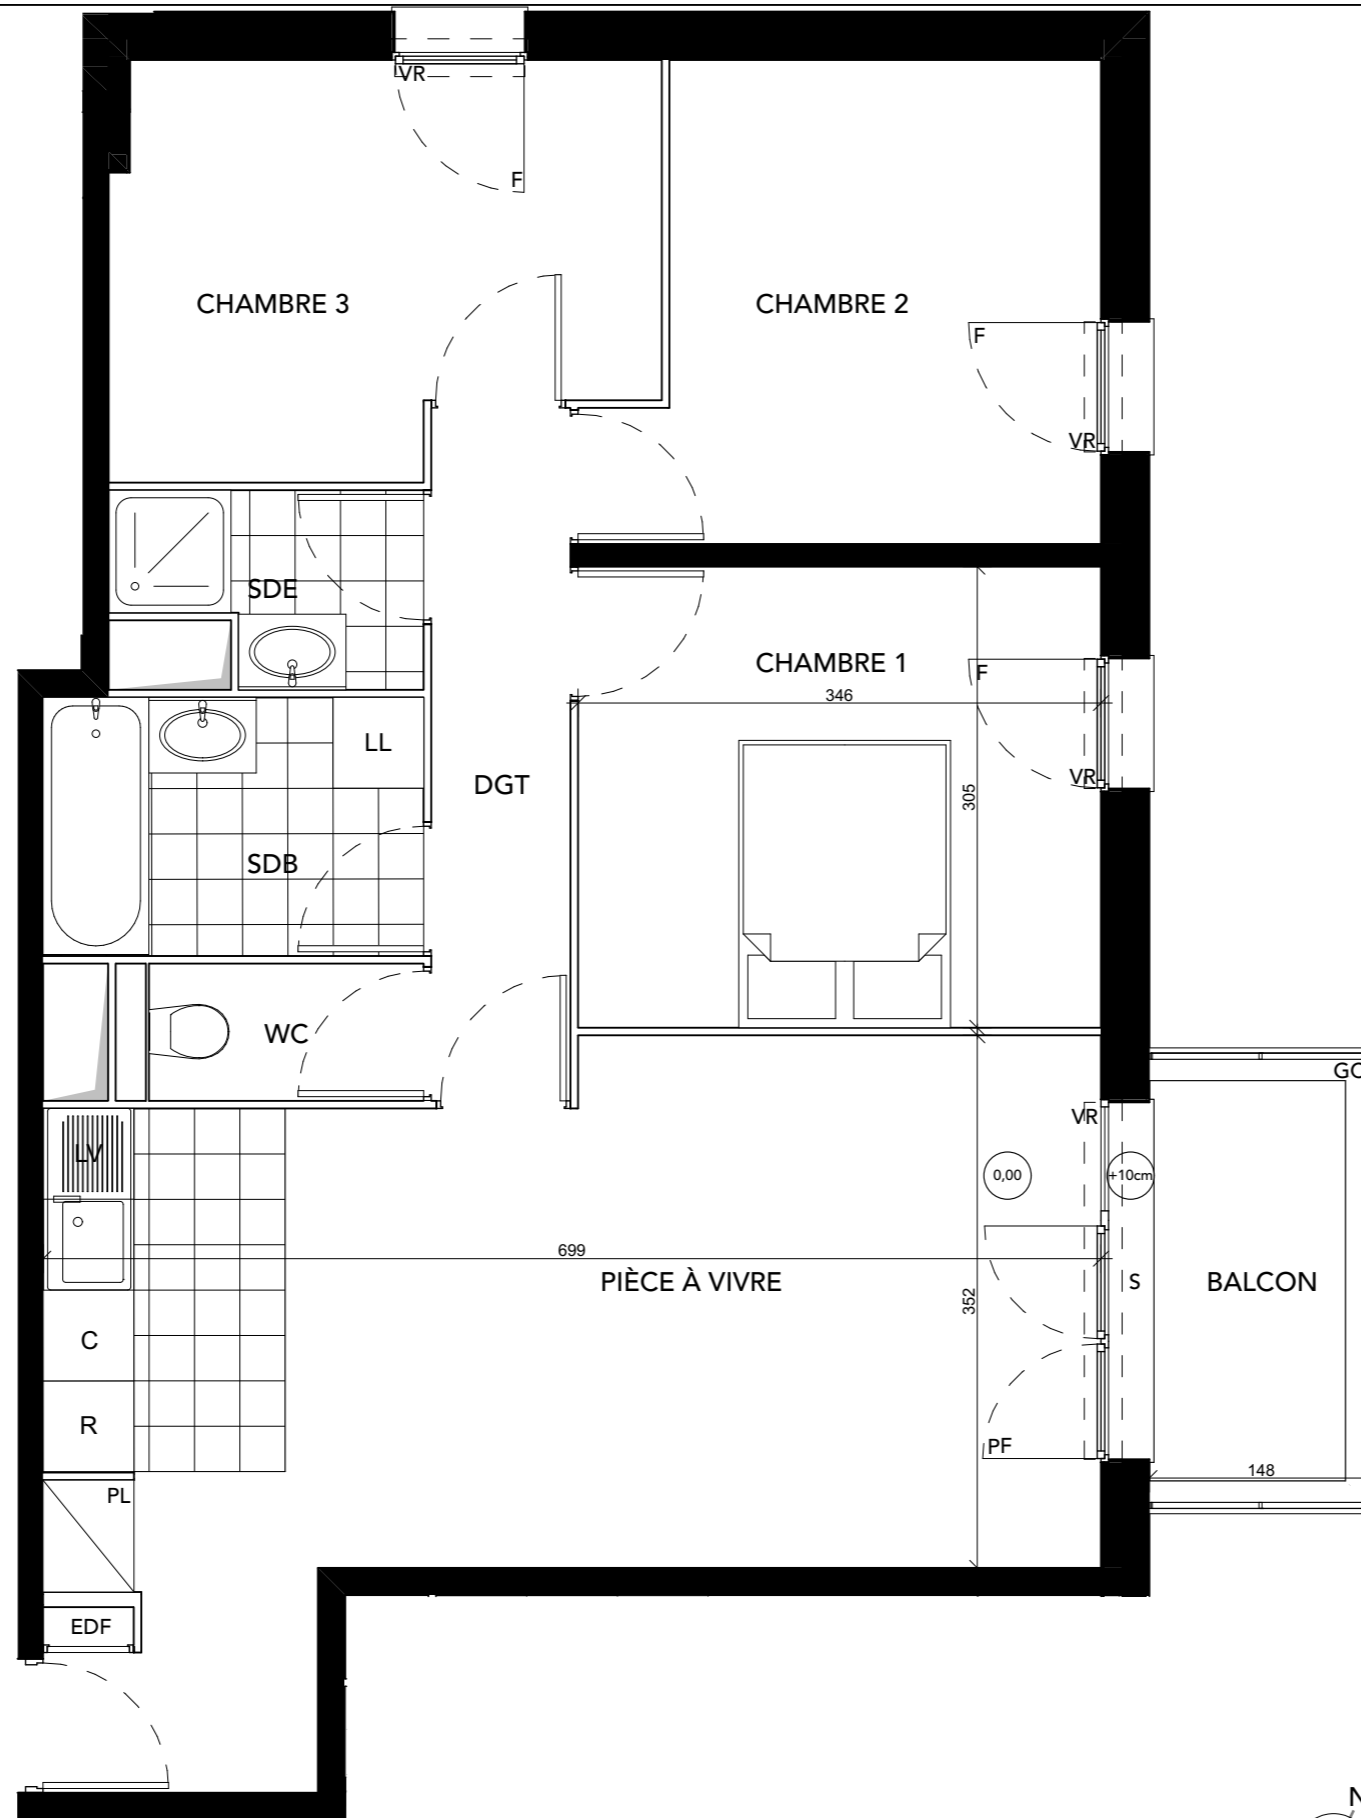 VR
F
CHAMBRE 3
CHAMBRE 2
F
VR
SDE
CHAMBRE 1
F
346
LL
VR
DGT
305
SDB
WC
GC
VR
LV
0,00
+10cm
699
PIÈCE À VIVRE
S
BALCON
352
C
R
PF
148
PL
EDF
N